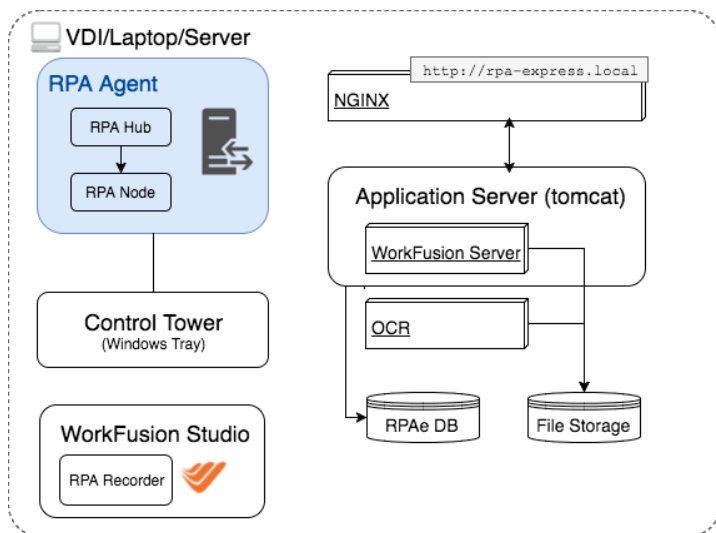 VDI/Laptop/Server
RPA Agent
RPA Hub
RPA Node
Control Tower
(Windows Tray)
WorkFusion Studio
RPA Recorder
http://rpa-express.local
NGINX
Application Server (tomcat)
WorkFusion Server
OCR
RPAe DB
File Storage